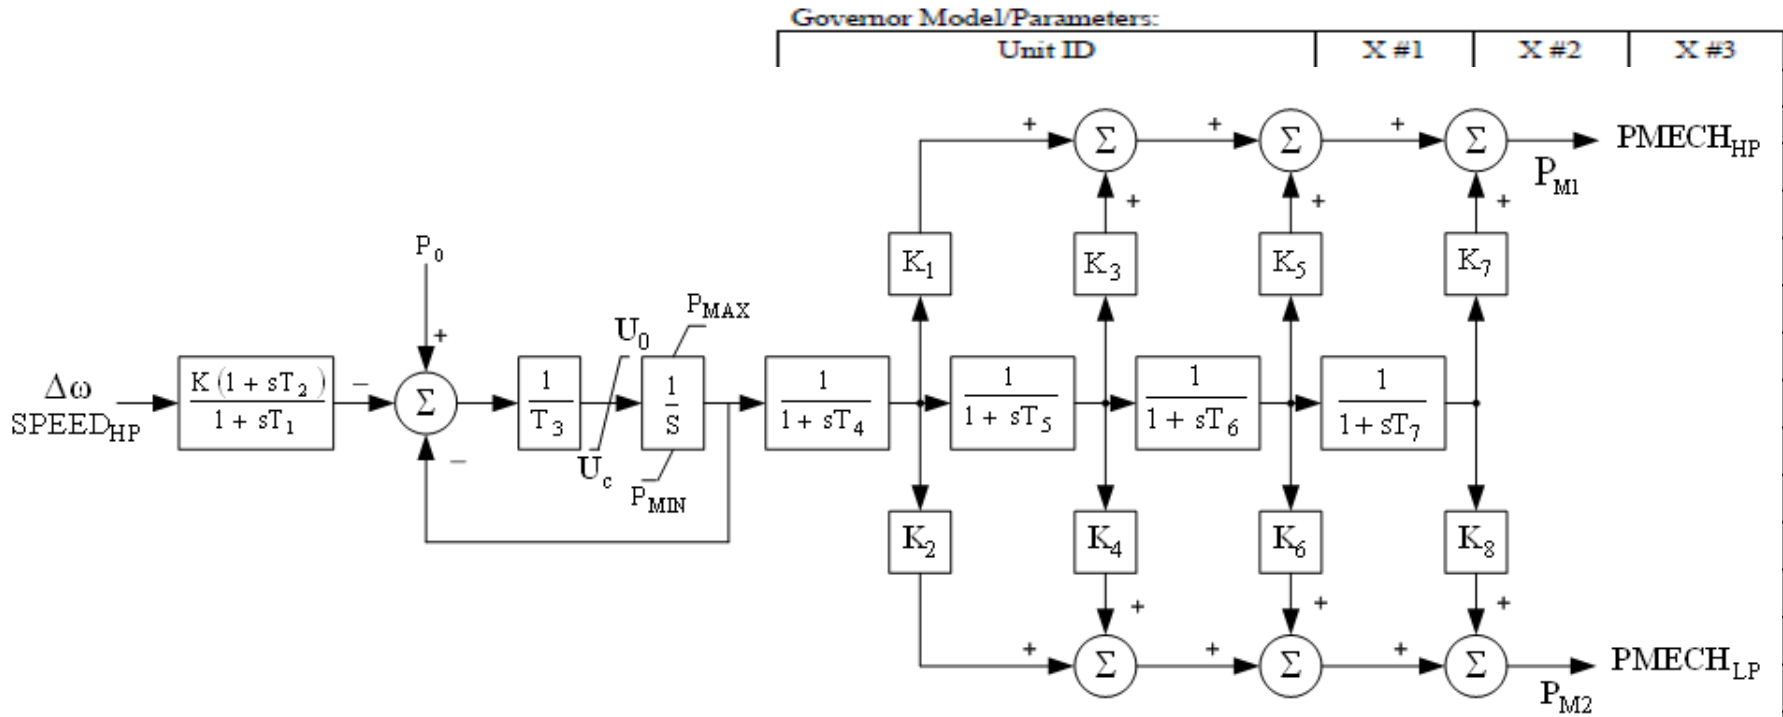 Governor Model/Parameters:
Unit ID X #1 X #2 X #3
+ Σ + Σ + Σ PMECH_HP
P_M1
+ + +
K_1 K_3 K_5 K_7
P_0
+
P_MAX
U_0
Δω
SPEED_HP
K(1 + sT_2)
1 + sT_1
−
Σ
−
1
T_3
1
S
U_c
P_MIN
1
1 + sT_4
1
1 + sT_5
1
1 + sT_6
1
1 + sT_7
K_2 K_4 K_6 K_8
+ + +
+ Σ + Σ + Σ PMECH_LP
P_M2